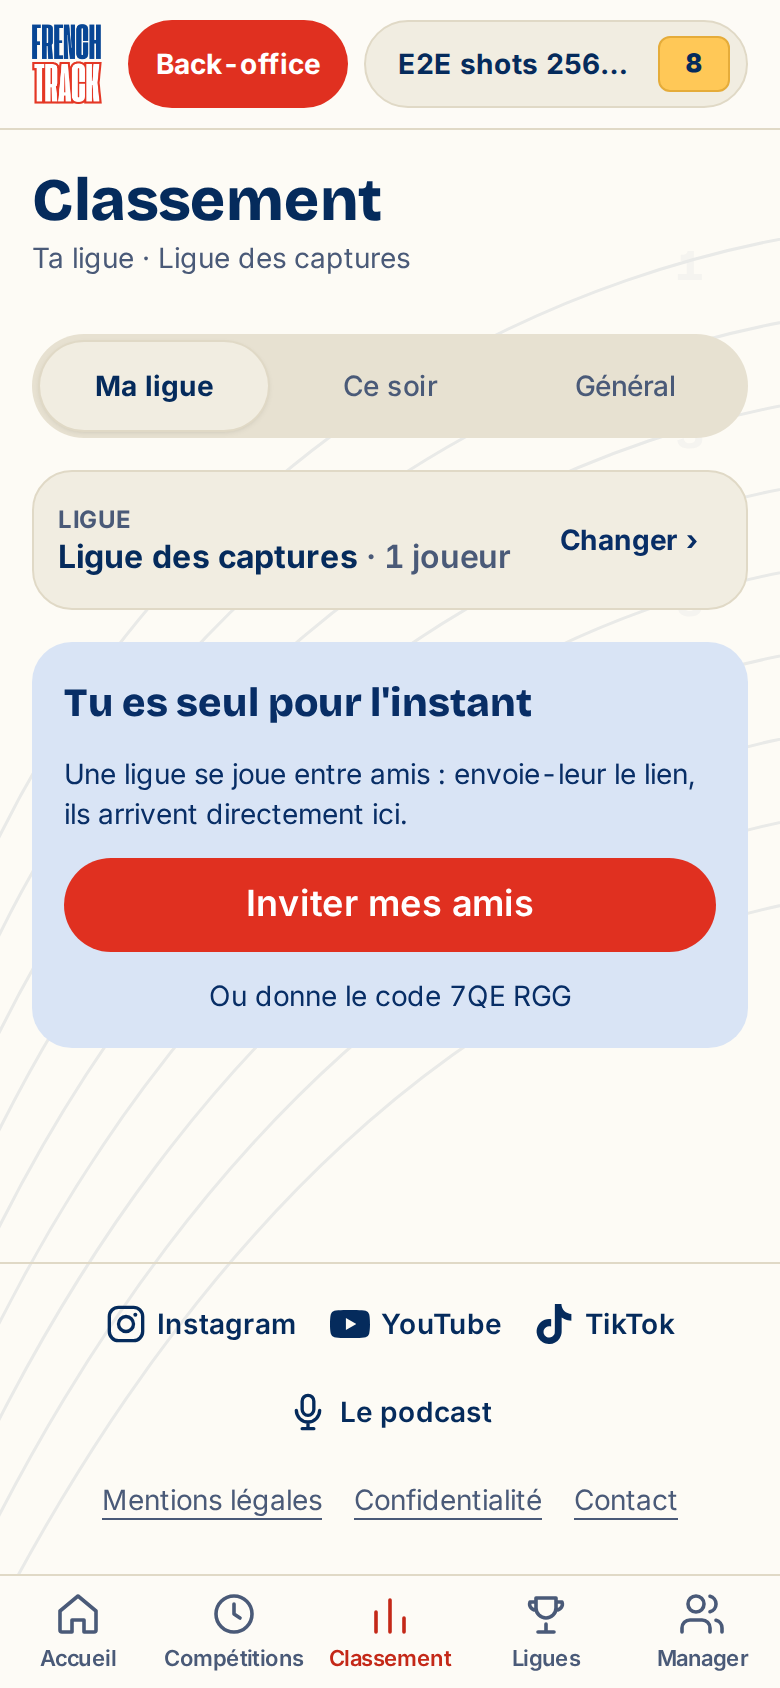 FRENCH
TRACK
Back-office
E2E shots 256...
8
Classement
Ta ligue · Ligue des captures
1
Ma ligue
Ce soir
Général
LIGUE
Ligue des captures · 1 joueur
Changer ›
Tu es seul pour l'instant
Une ligue se joue entre amis : envoie-leur le lien,
ils arrivent directement ici.
Inviter mes amis
Ou donne le code 7QE RGG
Instagram
YouTube
TikTok
Le podcast
Mentions légales
Confidentialité
Contact
Accueil
Compétitions
Classement
Ligues
Manager